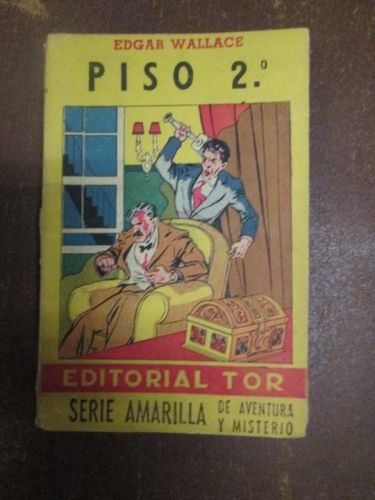 EDGAR WALLACE
PISO 2.º
EDITORIAL TOR
SERIE AMARILLA DE AVENTURA
Y MISTERIO